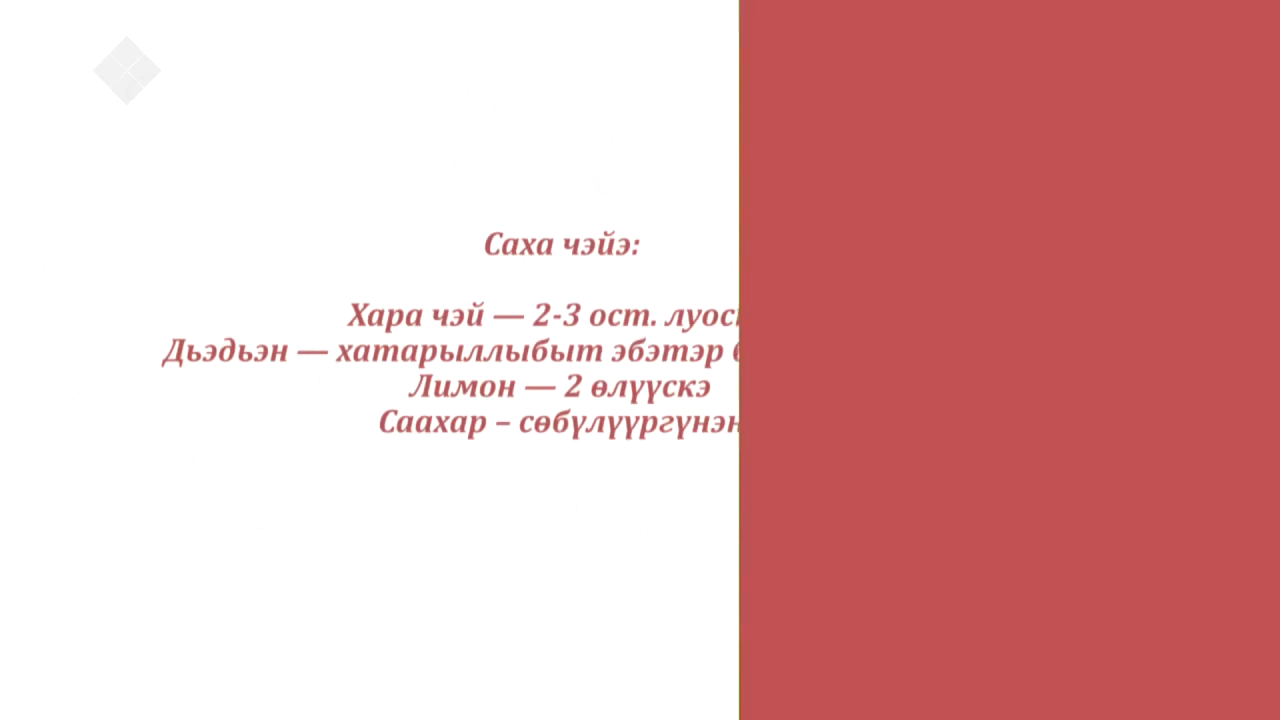 Саха чэйэ:
Хара чэй — 2-3 ост.
Дьэдьэн — хатарыллыбыт эбэтэр
Лимон — 2 өлүүскэ
Саахар – сөбүлүүргүнэн